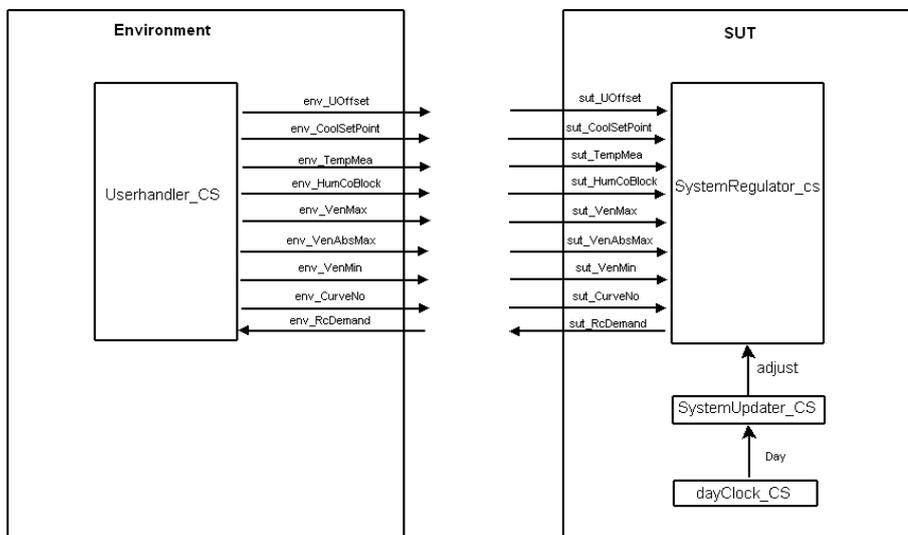 Environment
Userhandler_CS
env_UOffset
env_CoolSetPoint
env_TempMea
env_HumCoBlock
env_VenMax
env_VenAbsMax
env_VenMin
env_CurveNo
env_RcDemand
SUT
sut_UOffset
sut_CoolSetPoint
sut_TempMea
sut_HumCoBlock
sut_VenMax
sut_VenAbsMax
sut_VenMin
sut_CurveNo
sut_RcDemand
SystemRegulator_cs
adjust
SystemUpdater_CS
Day
dayClock_CS